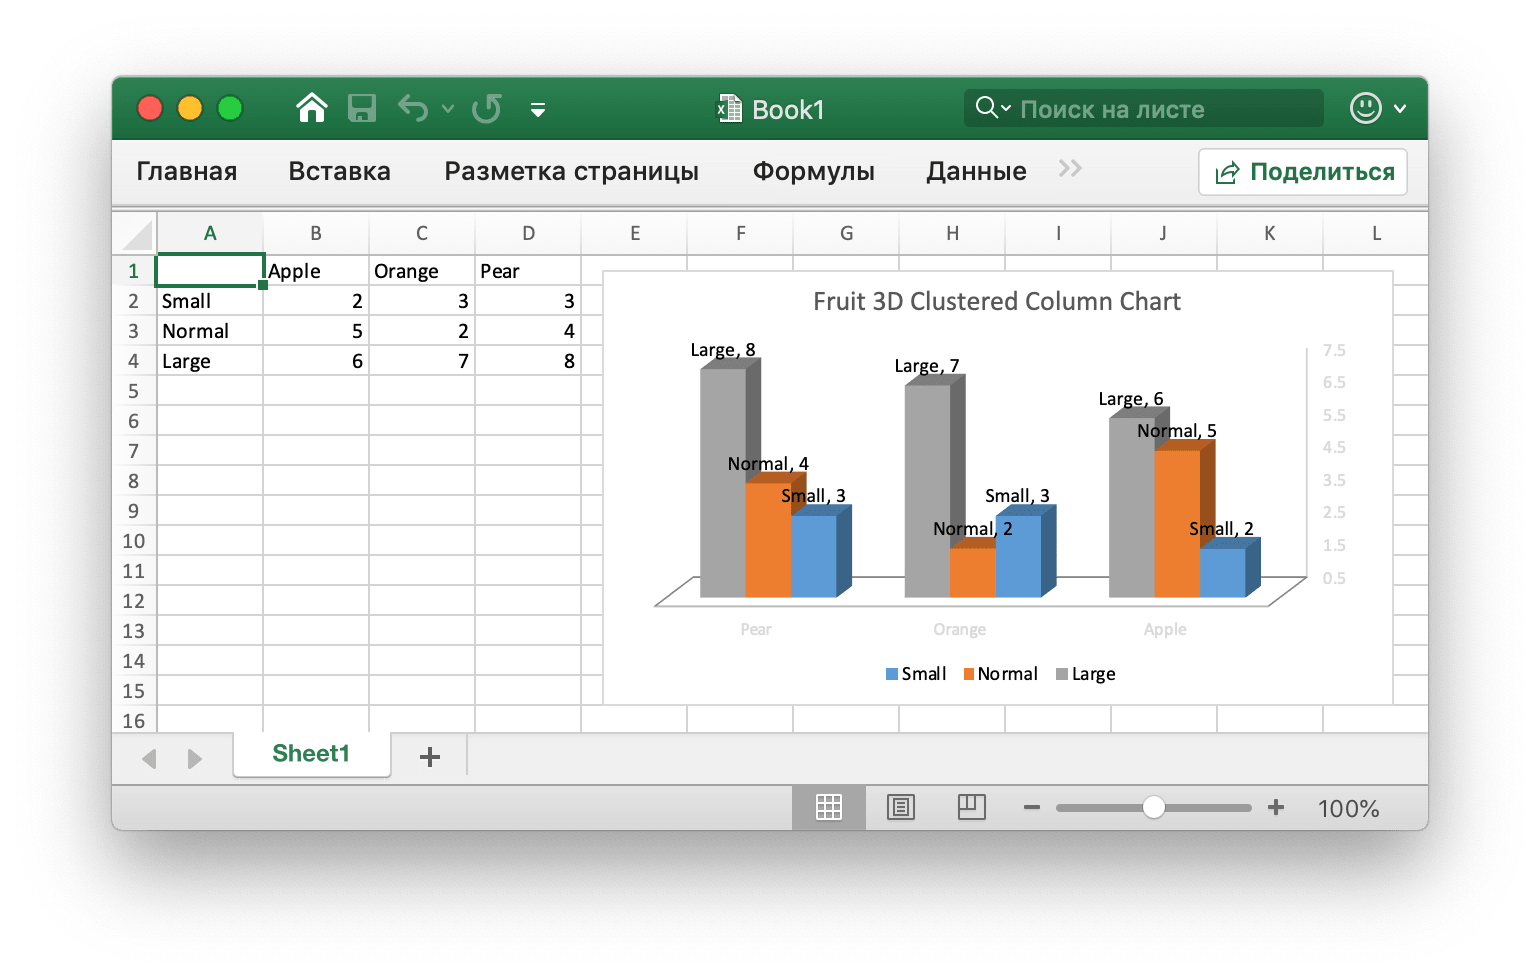 Book1
Поиск на листе
Главная Вставка Разметка страницы Формулы Данные Поделиться
A B C D E F G H I J K L
1 Apple Orange Pear
2 Small 2 3 3
3 Normal 5 2 4
4 Large 6 7 8
5
6
7
8
9
10
11
12
13
14
15
16
Fruit 3D Clustered Column Chart
Large, 8
Normal, 4
Small, 3
Large, 7
Normal, 2
Small, 3
Large, 6
Normal, 5
Small, 2
7.5
6.5
5.5
4.5
3.5
2.5
1.5
0.5
Pear Orange Apple
Small Normal Large
Sheet1
100%